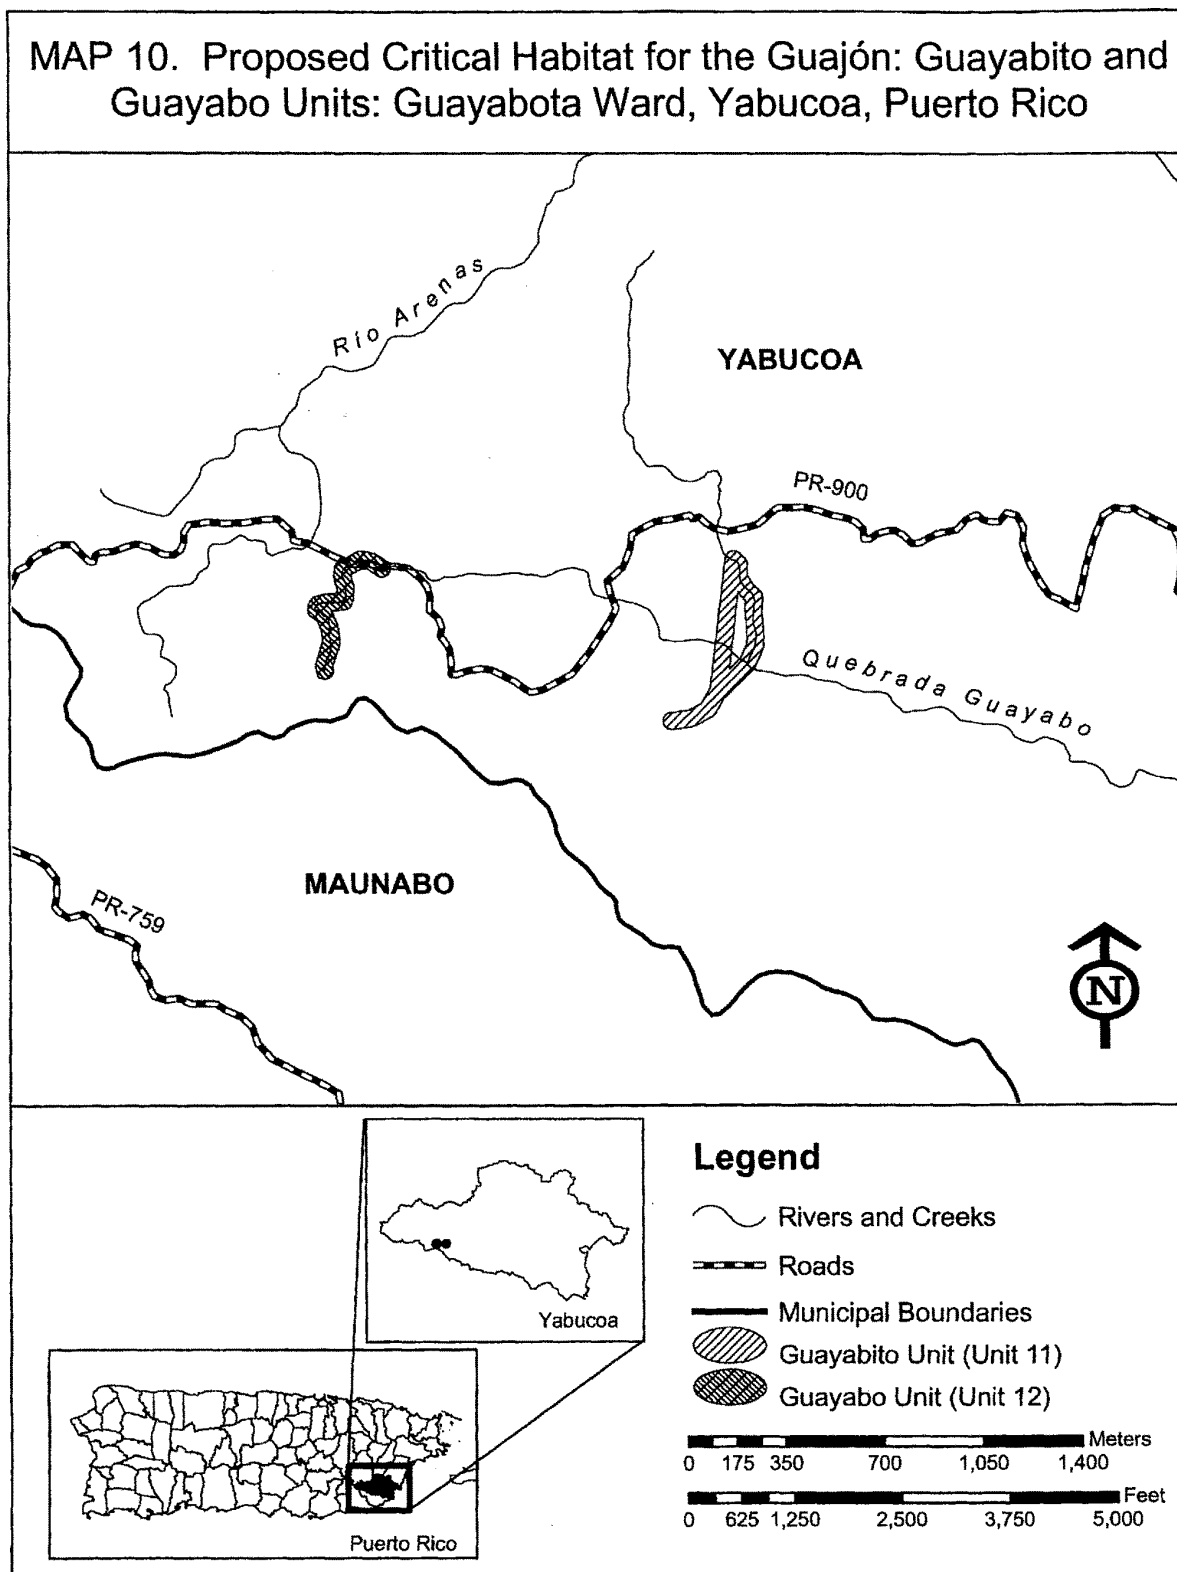 MAP 10. Proposed Critical Habitat for the Guajón: Guayabito and
Guayabo Units: Guayabota Ward, Yabucoa, Puerto Rico
Río Arenas
YABUCOA
PR-900
Quebrada Guayabo
MAUNABO
PR-759
N
Yabucoa
Puerto Rico
Legend
Rivers and Creeks
Roads
Municipal Boundaries
Guayabito Unit (Unit 11)
Guayabo Unit (Unit 12)
Meters
0 175 350 700 1,050 1,400
Feet
0 625 1,250 2,500 3,750 5,000